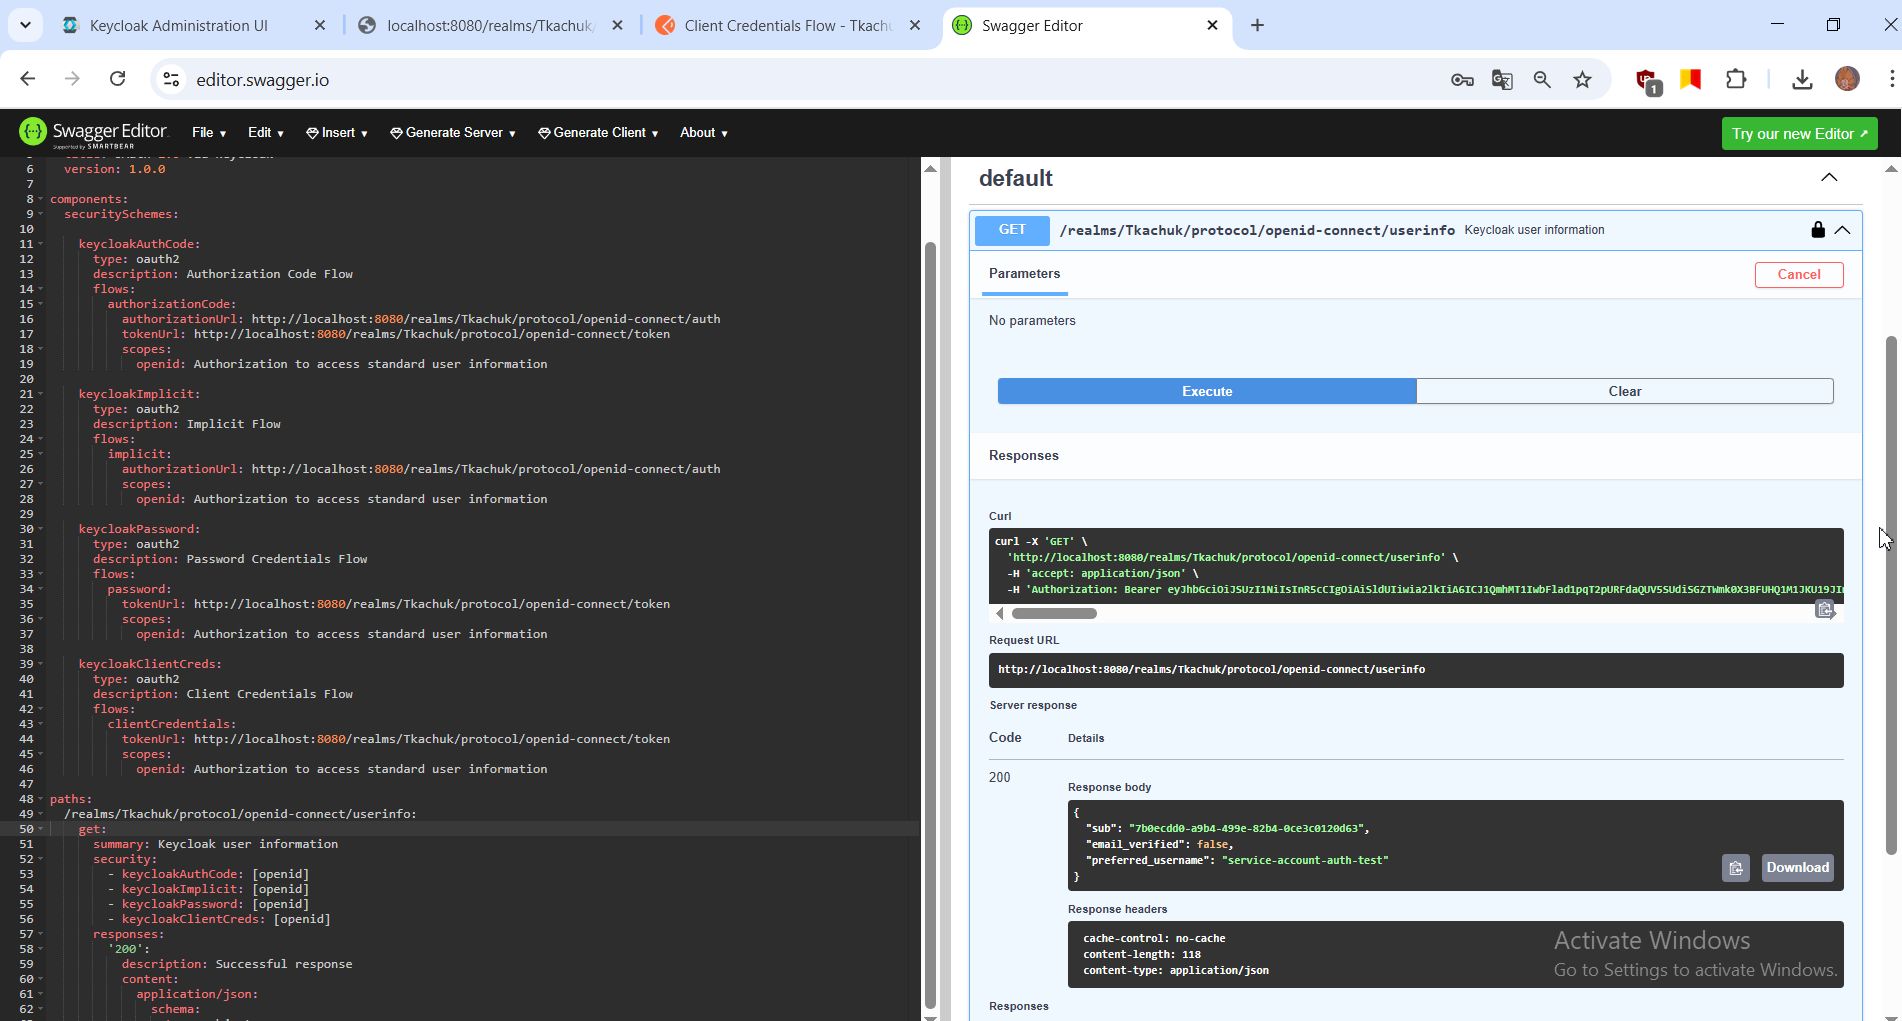 Keycloak Administration UI
localhost:8080/realms/Tkachuk/
Client Credentials Flow - Tkachu
Swagger Editor
editor.swagger.io
1
Swagger Editor
Supported by SMARTBEAR
File
Edit
Insert
Generate Server
Generate Client
About
Try our new Editor
6 version: 1.0.0
7
8 components:
9 securitySchemes:
10
11 keycloakAuthCode:
12 type: oauth2
13 description: Authorization Code Flow
14 flows:
15 authorizationCode:
16 authorizationUrl: http://localhost:8080/realms/Tkachuk/protocol/openid-connect/auth
17 tokenUrl: http://localhost:8080/realms/Tkachuk/protocol/openid-connect/token
18 scopes:
19 openid: Authorization to access standard user information
20
21 keycloakImplicit:
22 type: oauth2
23 description: Implicit Flow
24 flows:
25 implicit:
26 authorizationUrl: http://localhost:8080/realms/Tkachuk/protocol/openid-connect/auth
27 scopes:
28 openid: Authorization to access standard user information
29
30 keycloakPassword:
31 type: oauth2
32 description: Password Credentials Flow
33 flows:
34 password:
35 tokenUrl: http://localhost:8080/realms/Tkachuk/protocol/openid-connect/token
36 scopes:
37 openid: Authorization to access standard user information
38
39 keycloakClientCreds:
40 type: oauth2
41 description: Client Credentials Flow
42 flows:
43 clientCredentials:
44 tokenUrl: http://localhost:8080/realms/Tkachuk/protocol/openid-connect/token
45 scopes:
46 openid: Authorization to access standard user information
47
48 paths:
49 /realms/Tkachuk/protocol/openid-connect/userinfo:
50 get:
51 summary: Keycloak user information
52 security:
53 - keycloakAuthCode: [openid]
54 - keycloakImplicit: [openid]
55 - keycloakPassword: [openid]
56 - keycloakClientCreds: [openid]
57 responses:
58 '200':
59 description: Successful response
60 content:
61 application/json:
62 schema:
default
GET /realms/Tkachuk/protocol/openid-connect/userinfo Keycloak user information
Parameters
Cancel
No parameters
Execute
Clear
Responses
Curl
curl -X 'GET' \
'http://localhost:8080/realms/Tkachuk/protocol/openid-connect/userinfo' \
-H 'accept: application/json' \
-H 'Authorization: Bearer
Request URL
http://localhost:8080/realms/Tkachuk/protocol/openid-connect/userinfo
Server response
Code Details
200
Response body
{
"sub": "7b0ecdd0-a9b4-499e-82b4-0ce3c0120d63",
"email_verified": false,
"preferred_username": "service-account-auth-test"
}
Download
Response headers
cache-control: no-cache
content-length: 118
content-type: application/json
Activate Windows
Go to Settings to activate Windows.
Responses